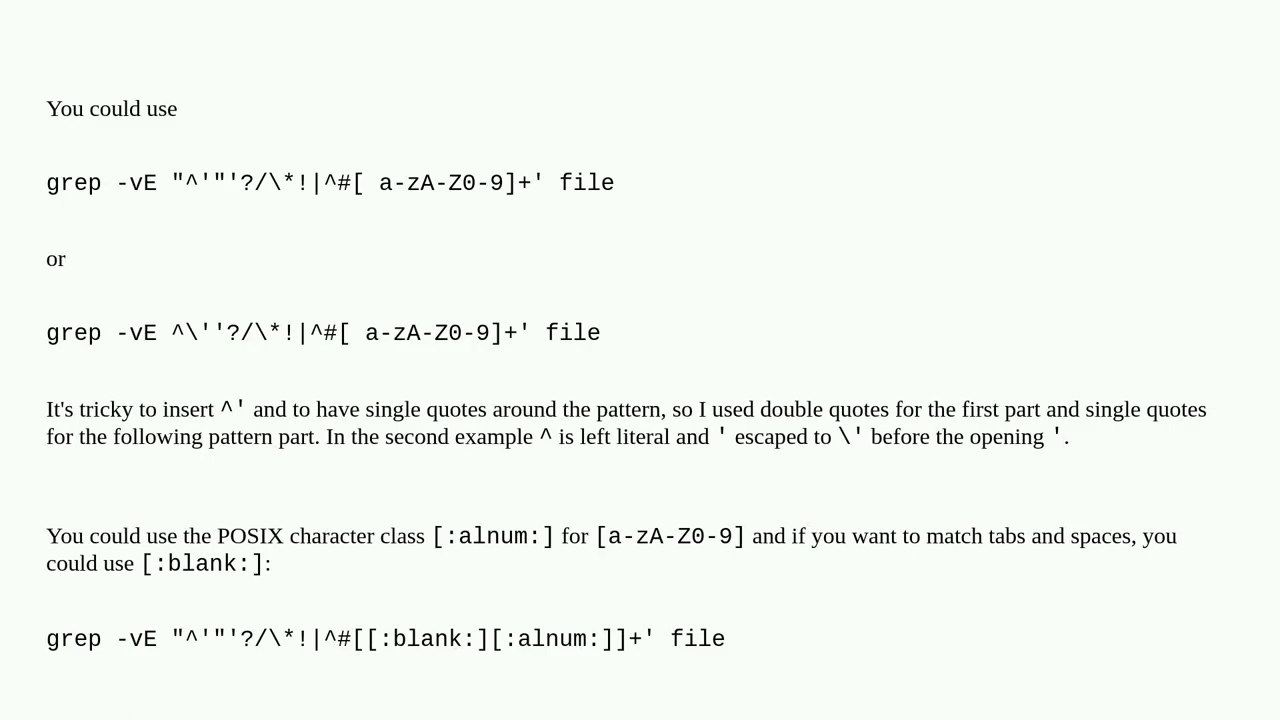 You could use
grep -vE "^'"'?/\*!|^#[ a-zA-Z0-9]+' file
or
grep -vE ^\''?/\*!|^#[ a-zA-Z0-9]+' file
It's tricky to insert ^' and to have single quotes around the pattern, so I used double quotes for the first part and single quotes
for the following pattern part. In the second example ^ is left literal and ' escaped to \' before the opening '.
You could use the POSIX character class [:alnum:] for [a-zA-Z0-9] and if you want to match tabs and spaces, you
could use [:blank:]:
grep -vE "^'"'?/\*!|^#[[:blank:][:alnum:]]+' file